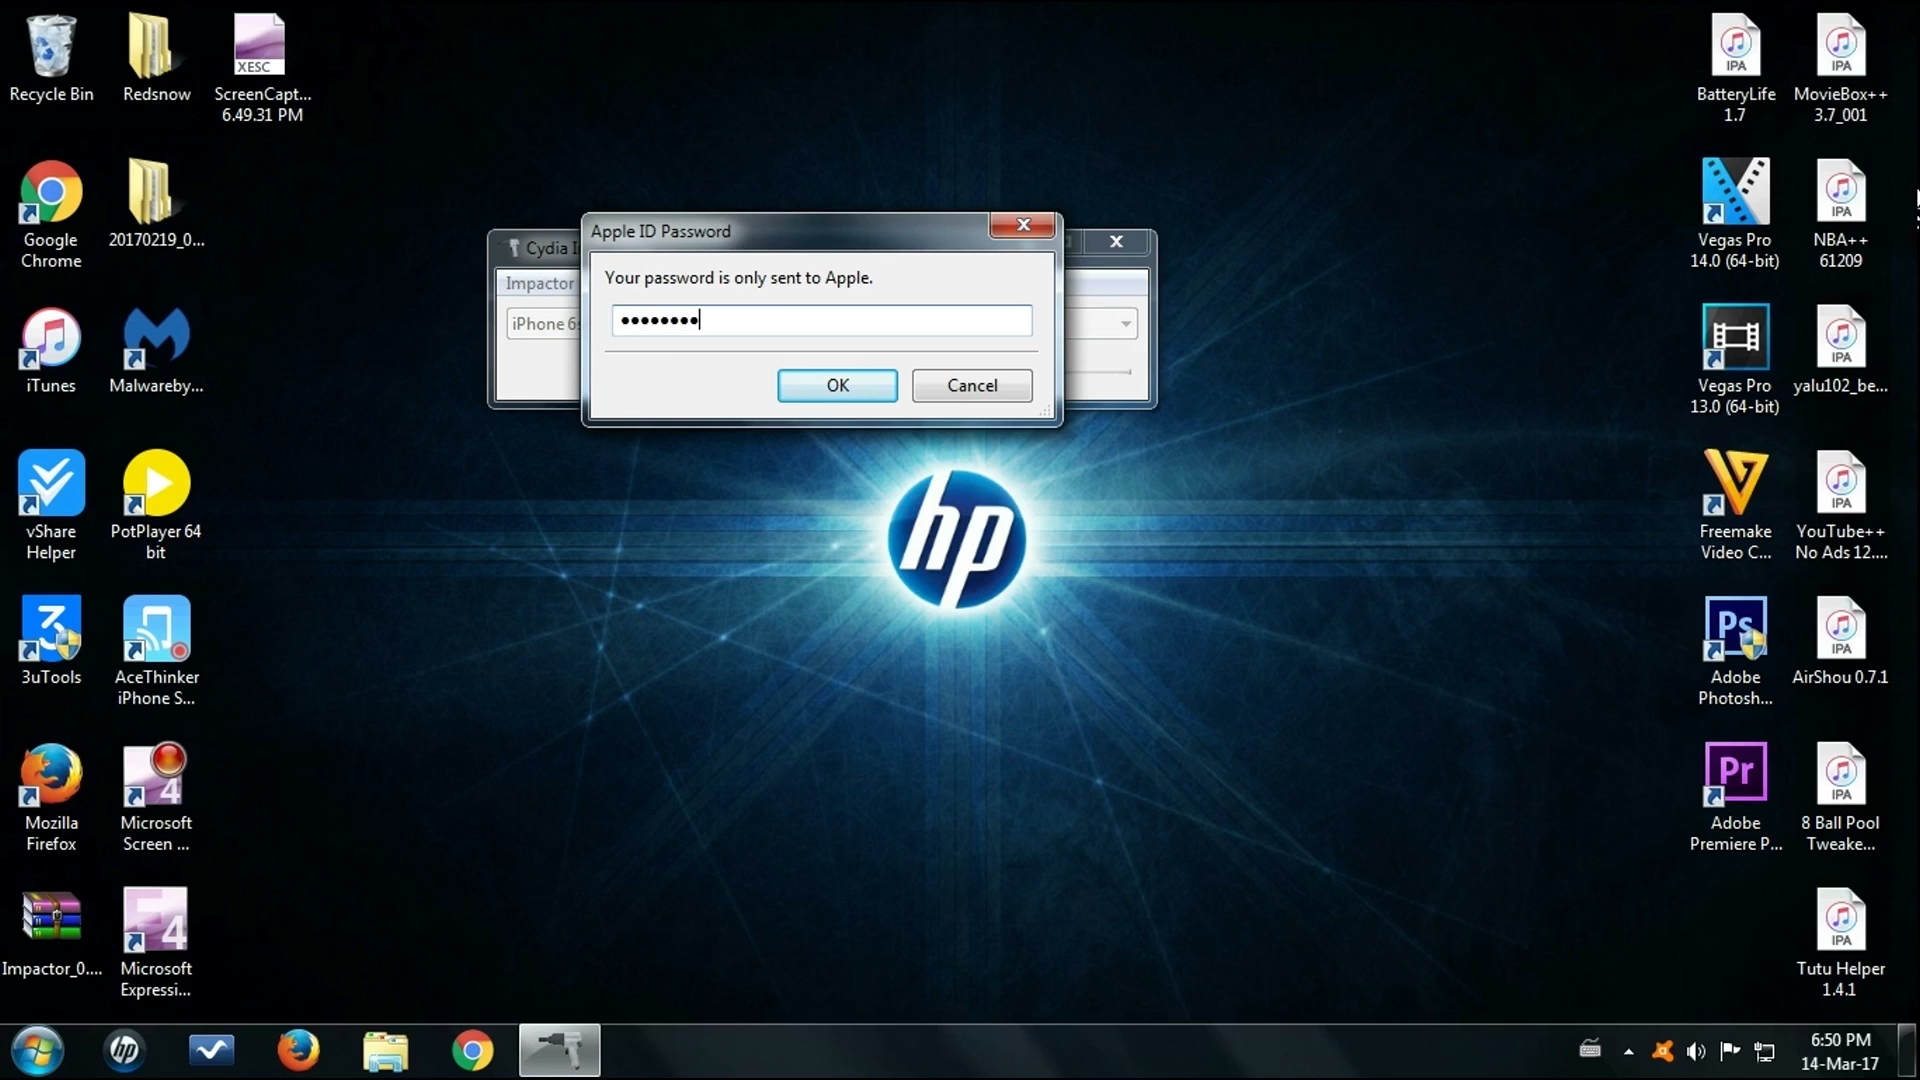 Recycle Bin
Redsnow
XESC
ScreenCapt...
6.49.31 PM
Google
Chrome
20170219_0...
iTunes
Malwareby...
vShare
Helper
PotPlayer 64
bit
3
3uTools
AceThinker
iPhone S...
Mozilla
Firefox
4
Microsoft
Screen ...
Impactor_0....
4
Microsoft
Expressi...
Apple ID Password
Your password is only sent to Apple.
••••••••
OK
Cancel
Cydia I
Impactor
iPhone 6s
hp
IPA
BatteryLife
1.7
IPA
MovieBox++
3.7_001
Vegas Pro
14.0 (64-bit)
IPA
NBA++
61209
Vegas Pro
13.0 (64-bit)
IPA
yalu102_be...
Freemake
Video C...
IPA
YouTube++
No Ads 12....
Ps
Adobe
Photosh...
IPA
AirShou 0.7.1
Pr
Adobe
Premiere P...
IPA
8 Ball Pool
Tweake...
IPA
Tutu Helper
1.4.1
hp
6:50 PM
14-Mar-17